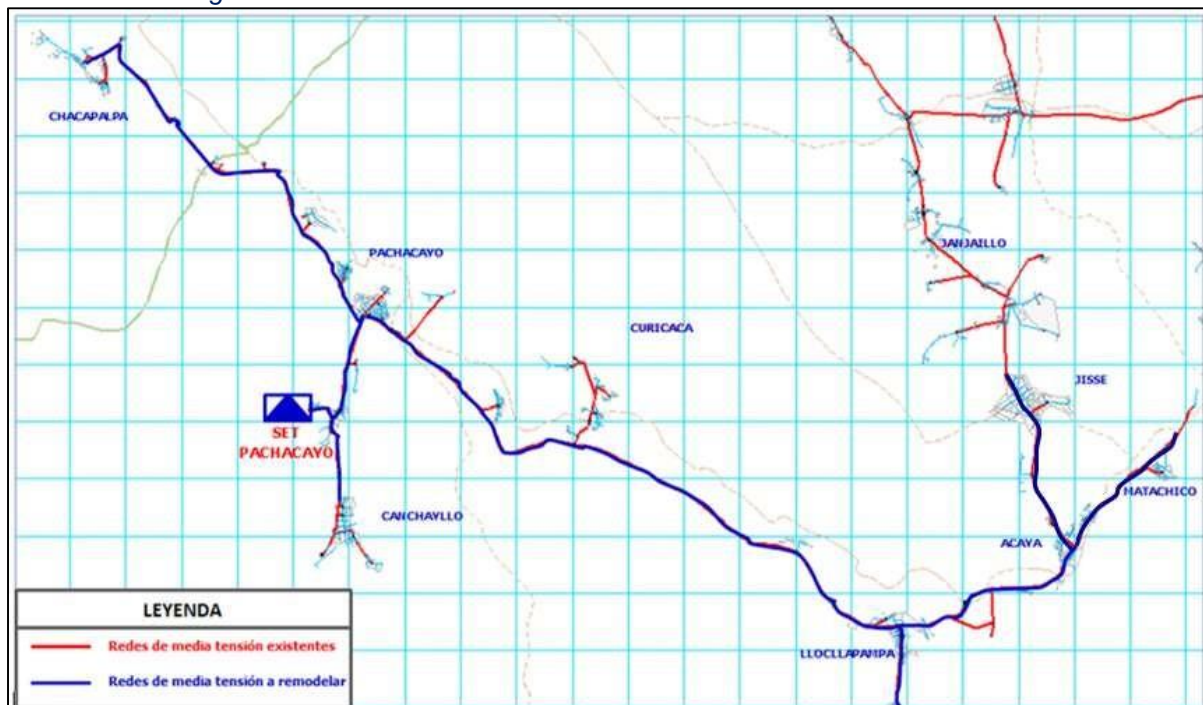 CHACAPALPA
PACHACAYO
JANJAILLO
CURICACA
JISSE
SET
PACHACAYO
MATACHICO
CANCHAYLLO
ACAYA
LLOCLLAPAMPA
LEYENDA
Redes de media tensión existentes
Redes de media tensión a remodelar